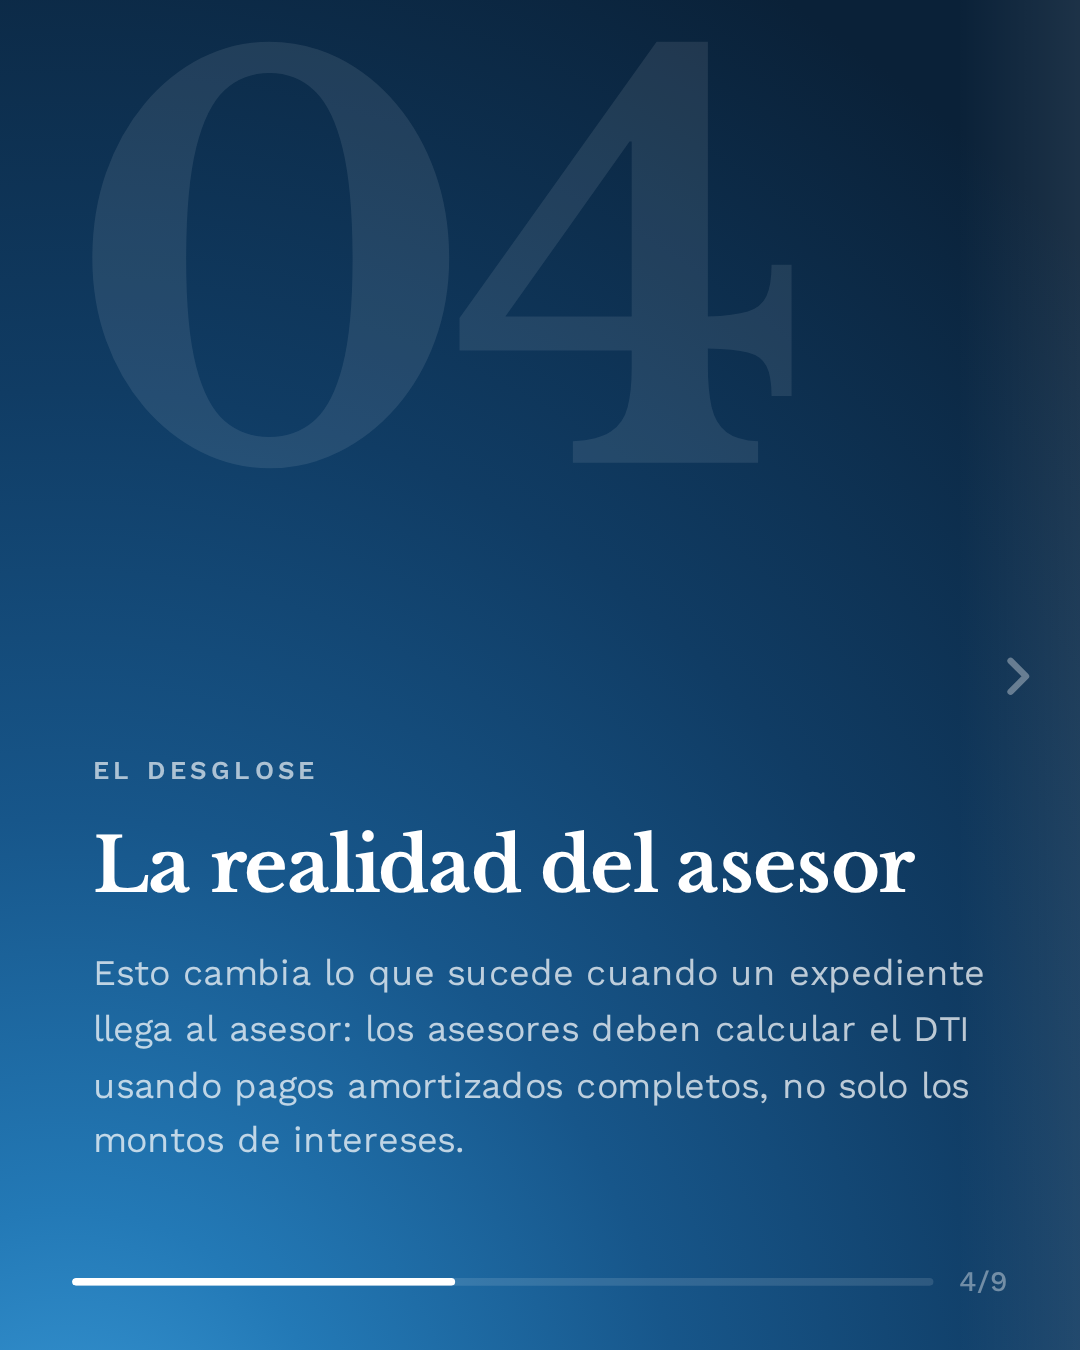 04
EL DESGLOSE
La realidad del asesor
Esto cambia lo que sucede cuando un expediente
llega al asesor: los asesores deben calcular el DTI
usando pagos amortizados completos, no solo los
montos de intereses.
4/9